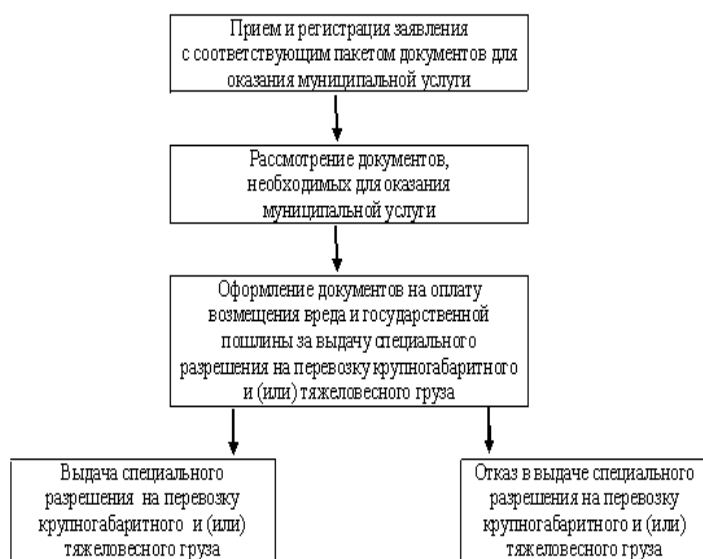 Прием и регистрация заявления
с соответствующим пакетом документов для
оказания муниципальной услуги
Рассмотрение документов,
необходимых для оказания
муниципальной услуги
Оформление документов на оплату
возмещения вреда и государственной
пошлины за выдачу специального
разрешения на перевозку крупногабаритного
и (или) тяжеловесного груза
Выдача специального
разрешения на перевозку
крупногабаритного и (или)
тяжеловесного груза
Отказ в выдаче специального
разрешения на перевозку
крупногабаритного и (или)
тяжеловесного груза